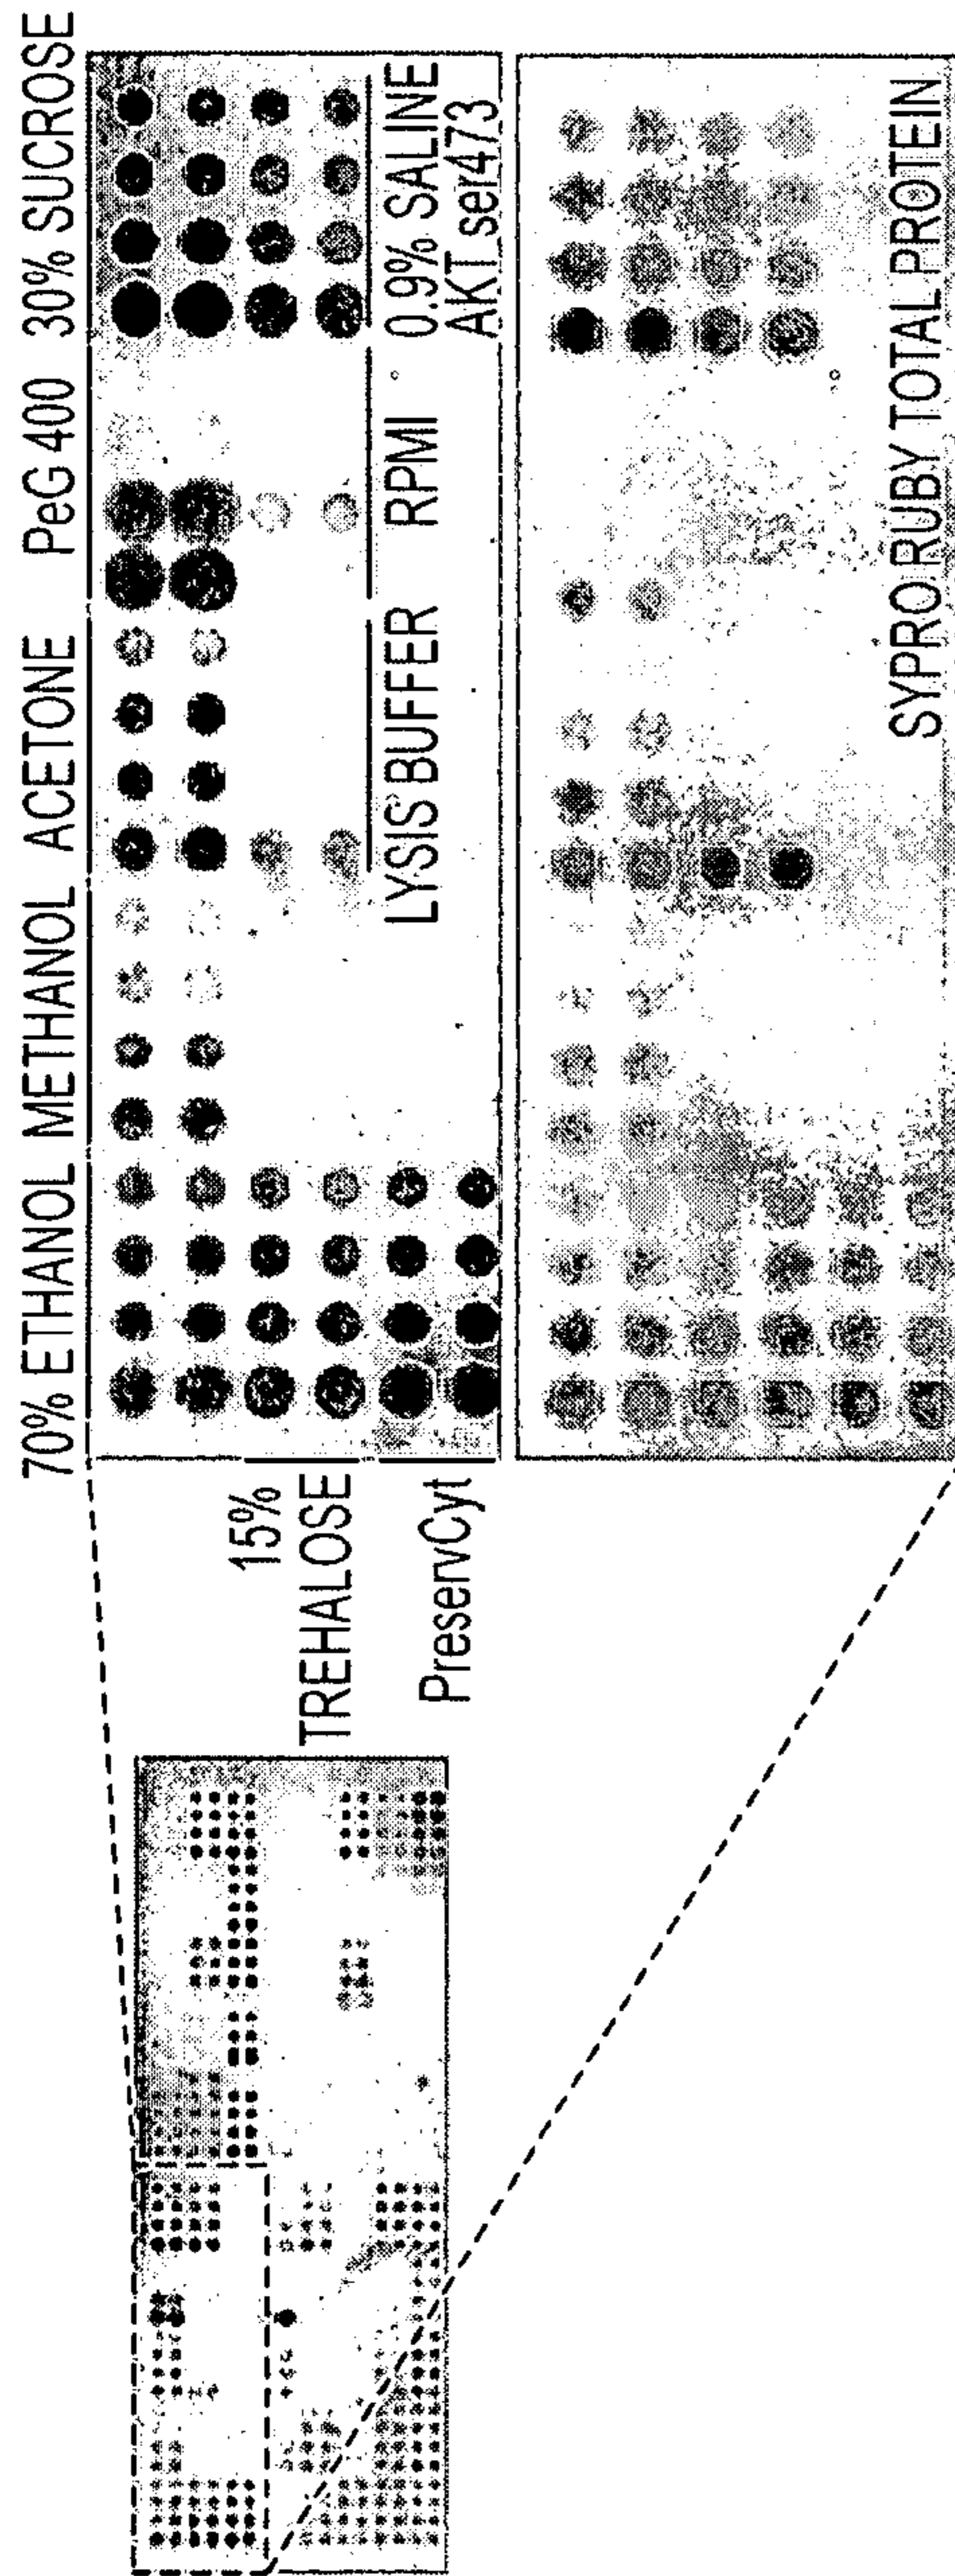 70% ETHANOL METHANOL ACETONE PeG 400 30% SUCROSE
15%
TREHALOSE
PreservCyt
LYSIS BUFFER RPMI 0.9% SALINE
AKT ser473
SYPRO RUBY TOTAL PROTEIN